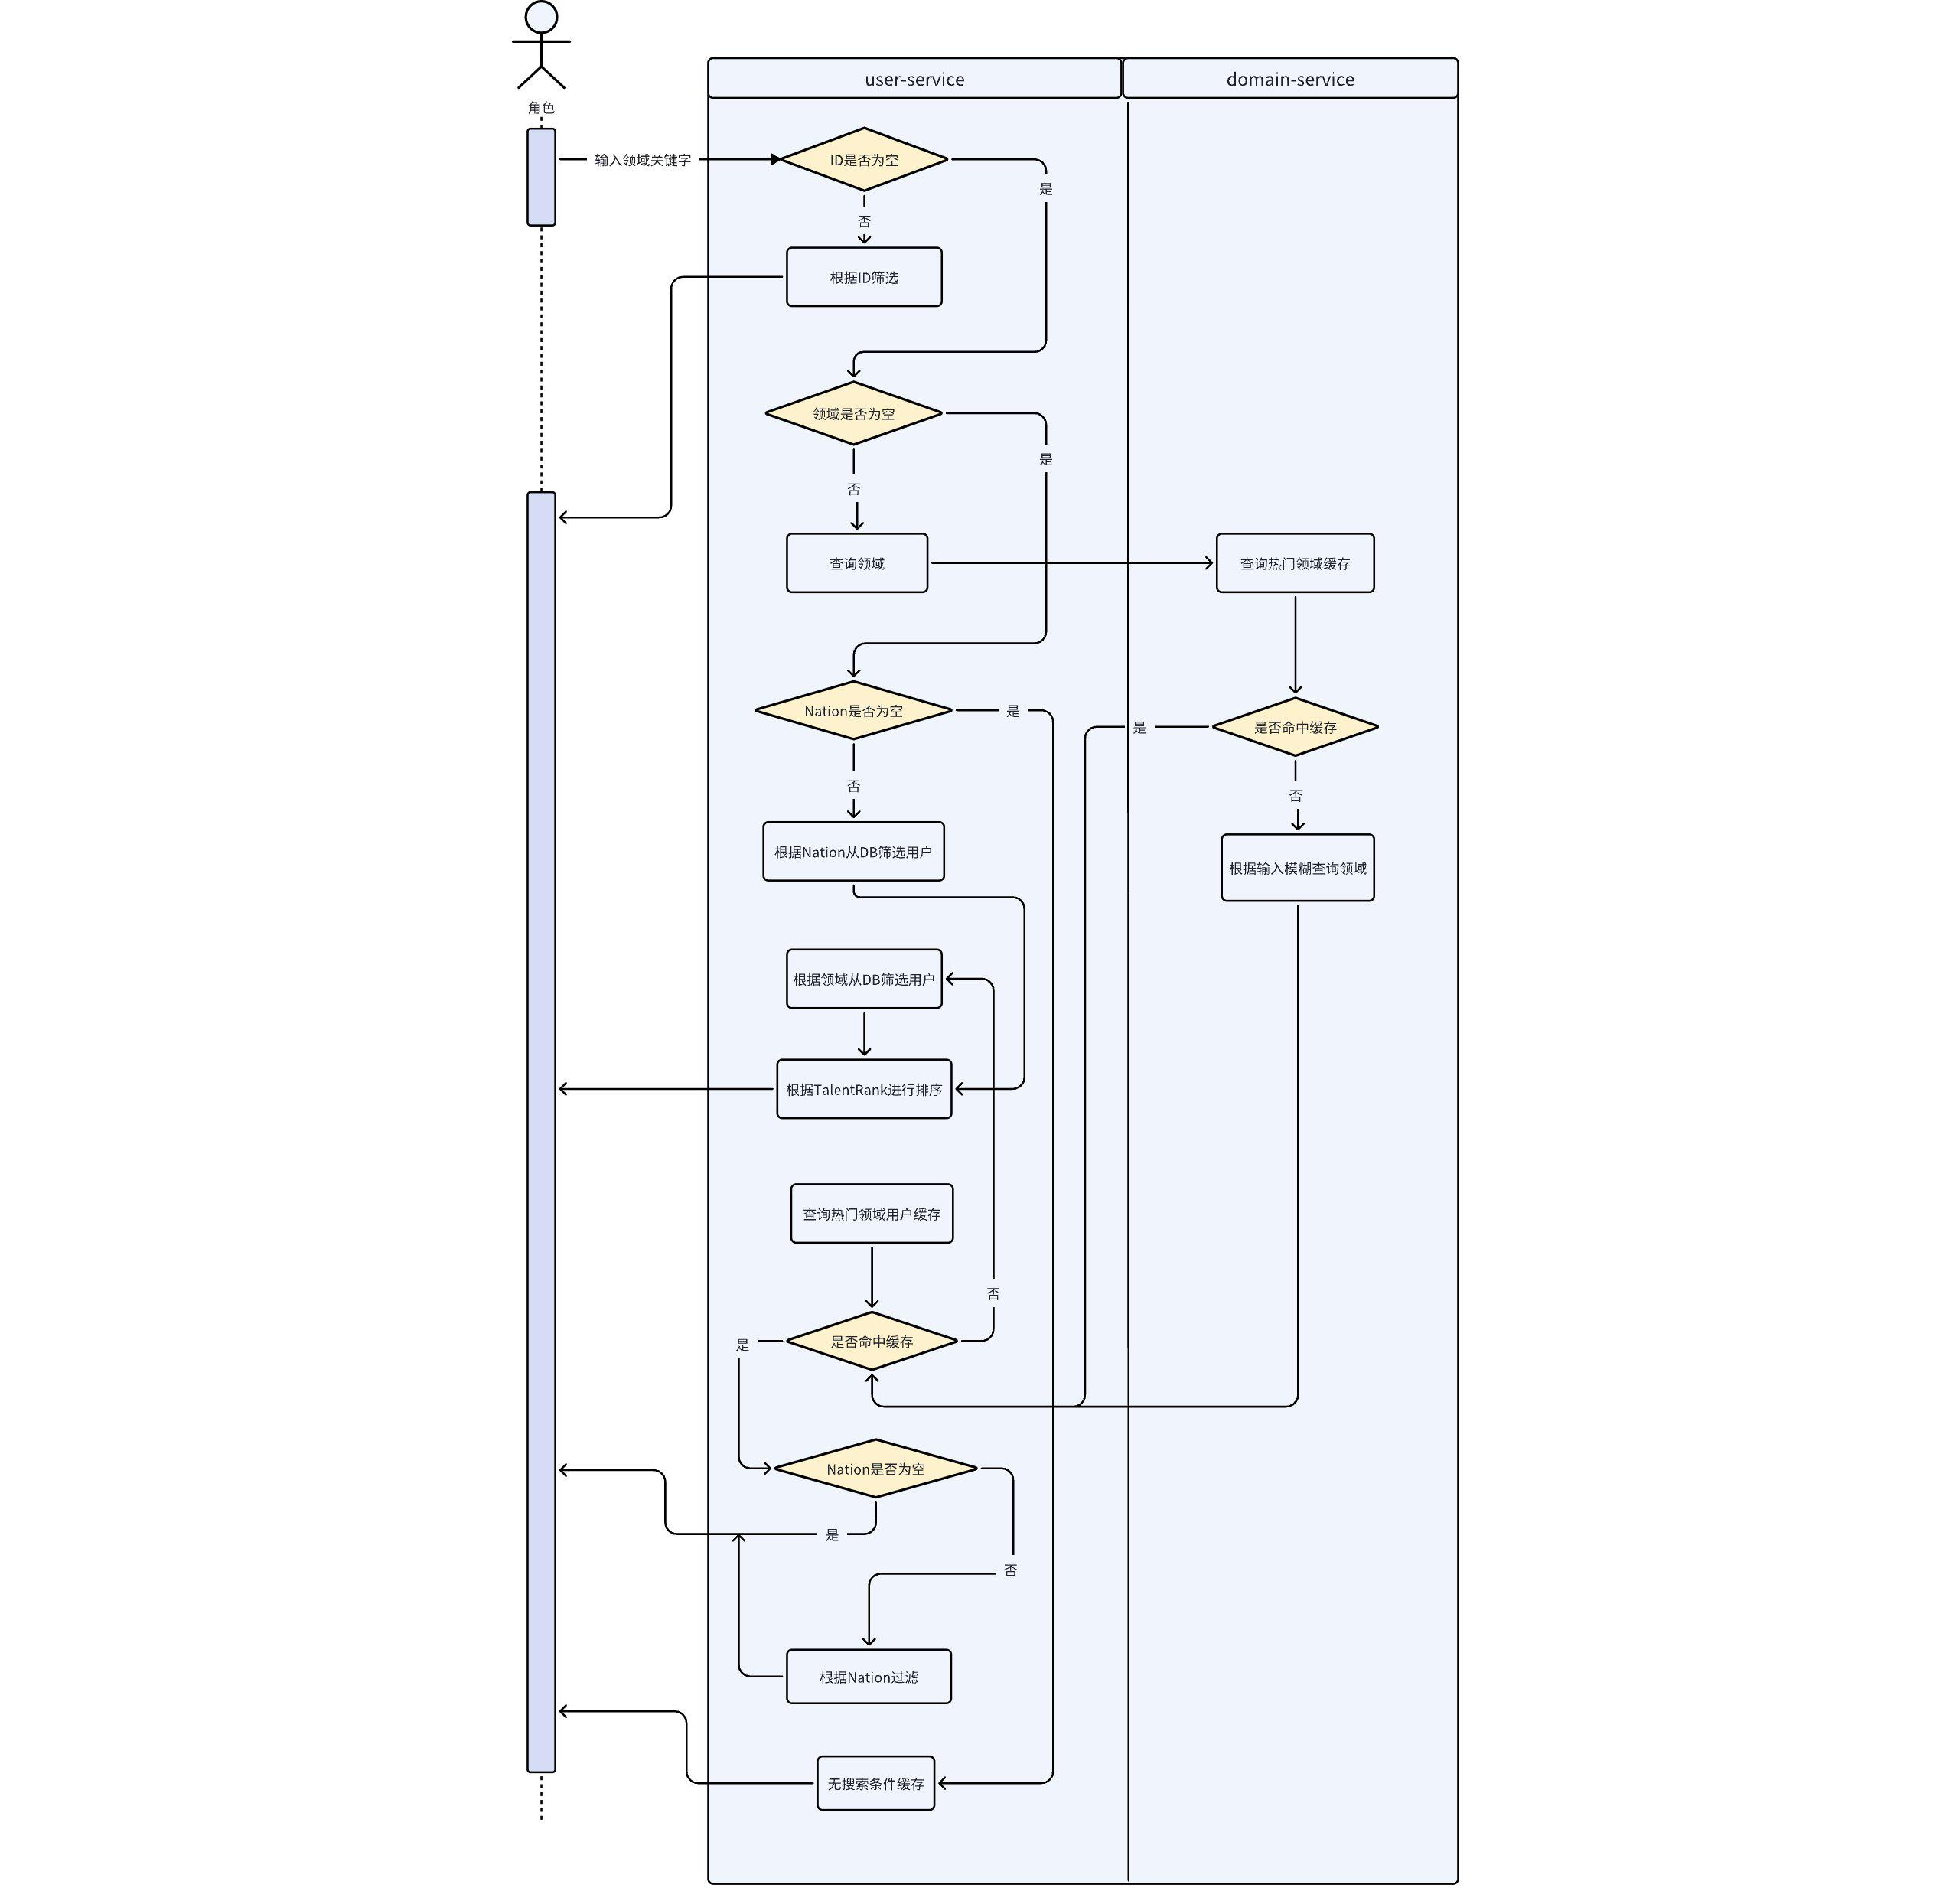 角色
user-service
domain-service
输入领域关键字
ID是否为空
是
否
根据ID筛选
领域是否为空
是
否
查询领域
查询热门领域缓存
Nation是否为空
是
是
是否命中缓存
否
否
根据Nation从DB筛选用户
根据输入模糊查询领域
根据领域从DB筛选用户
根据TalentRank进行排序
查询热门领域用户缓存
否
是
是否命中缓存
Nation是否为空
是
否
根据Nation过滤
无搜索条件缓存